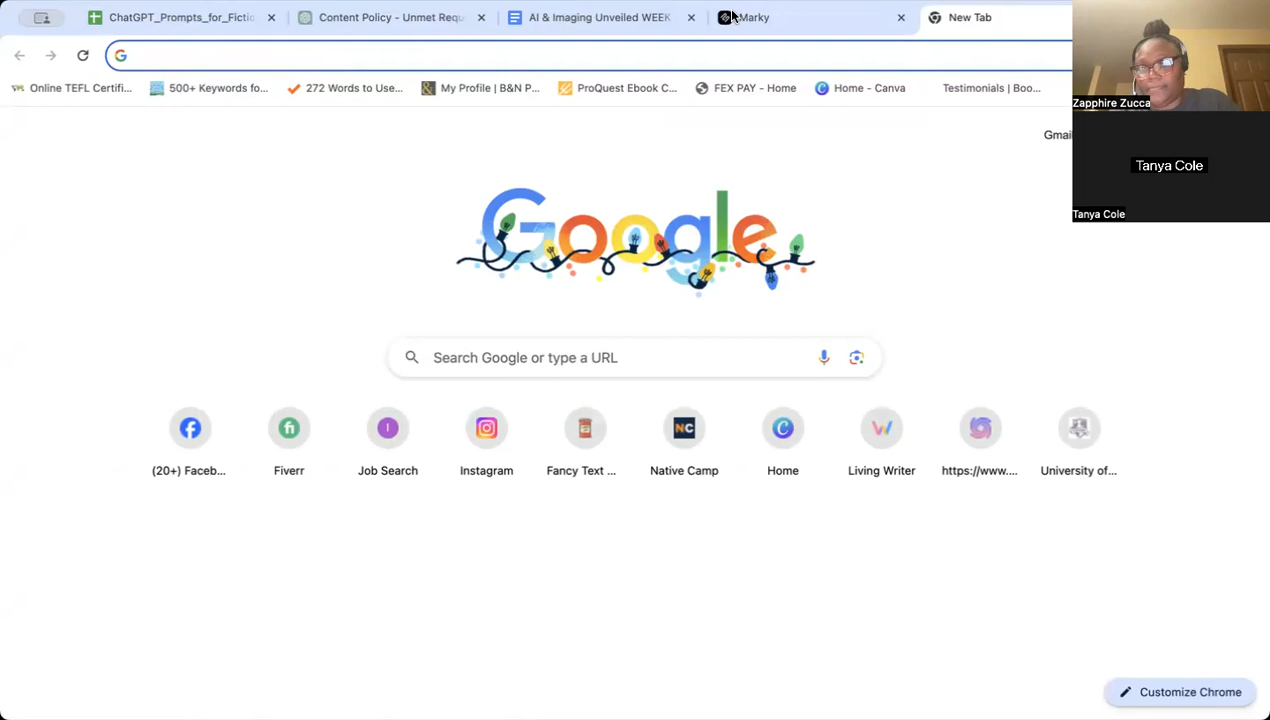 ChatGPT_Prompts_for_Fictio
Content Policy - Unmet Requ
AI & Imaging Unveiled WEEK
Marky
New Tab
Online TEFL Certifi...
500+ Keywords fo...
272 Words to Use...
My Profile | B&N P...
ProQuest Ebook C...
FEX PAY - Home
Home - Canva
Testimonials | Boo...
Zapphire Zucca
Gmai
Tanya Cole
Tanya Cole
Google
Search Google or type a URL
(20+) Faceb...
Fiverr
Job Search
Instagram
Fancy Text ...
Native Camp
Home
Living Writer
https://www....
University of...
Customize Chrome